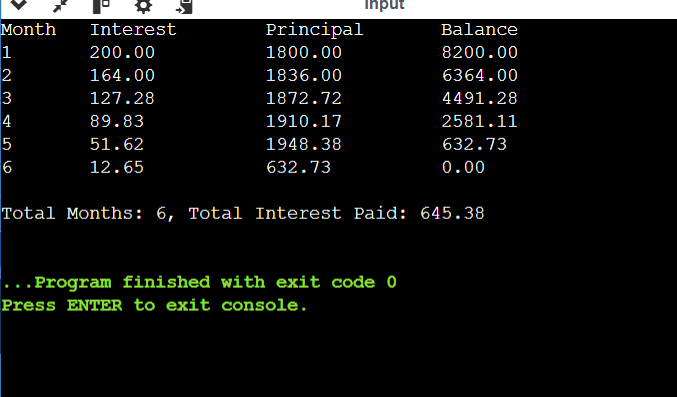 input
Month Interest Principal Balance
1 200.00 1800.00 8200.00
2 164.00 1836.00 6364.00
3 127.28 1872.72 4491.28
4 89.83 1910.17 2581.11
5 51.62 1948.38 632.73
6 12.65 632.73 0.00
Total Months: 6, Total Interest Paid: 645.38
...Program finished with exit code 0
Press ENTER to exit console.